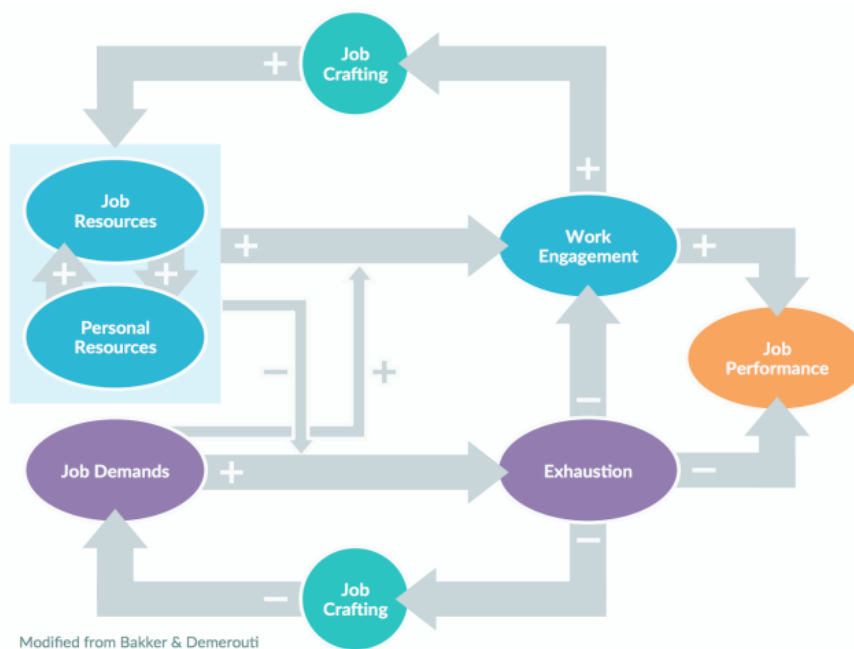 Job
Crafting
+
+
Job
Resources
+
+
+
Work
Engagement
+
Personal
Resources
−
+
Job
Performance
−
Job Demands
+
Exhaustion
−
−
Job
Crafting
−
Modified from Bakker & Demerouti